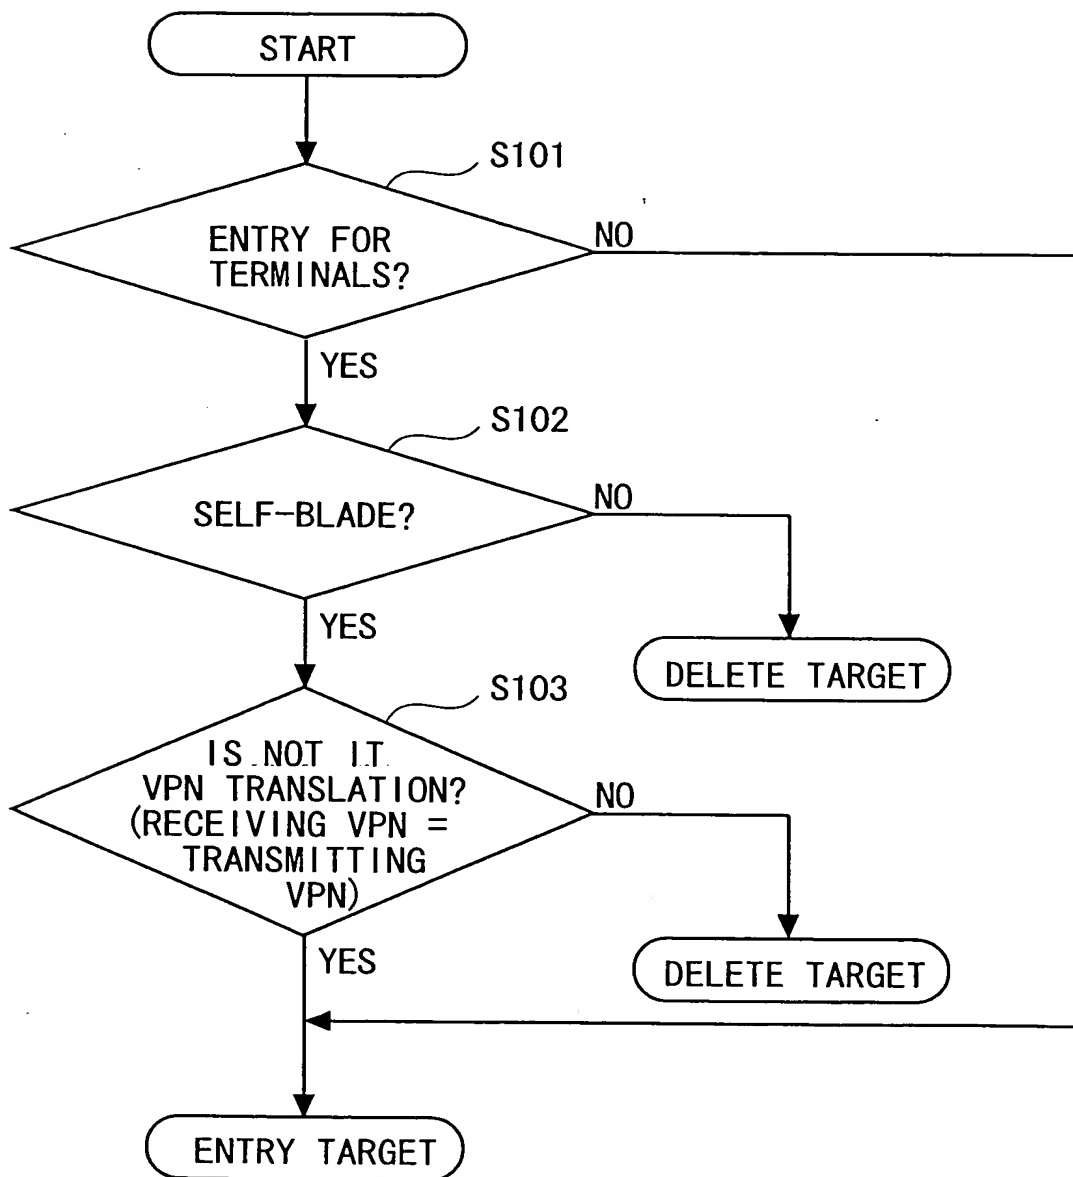 START
S101
ENTRY FOR
TERMINALS?
NO
YES
S102
SELF-BLADE?
NO
YES
DELETE TARGET
S103
IS NOT IT
VPN TRANSLATION?
(RECEIVING VPN =
TRANSMITTING
VPN)
NO
YES
DELETE TARGET
ENTRY TARGET